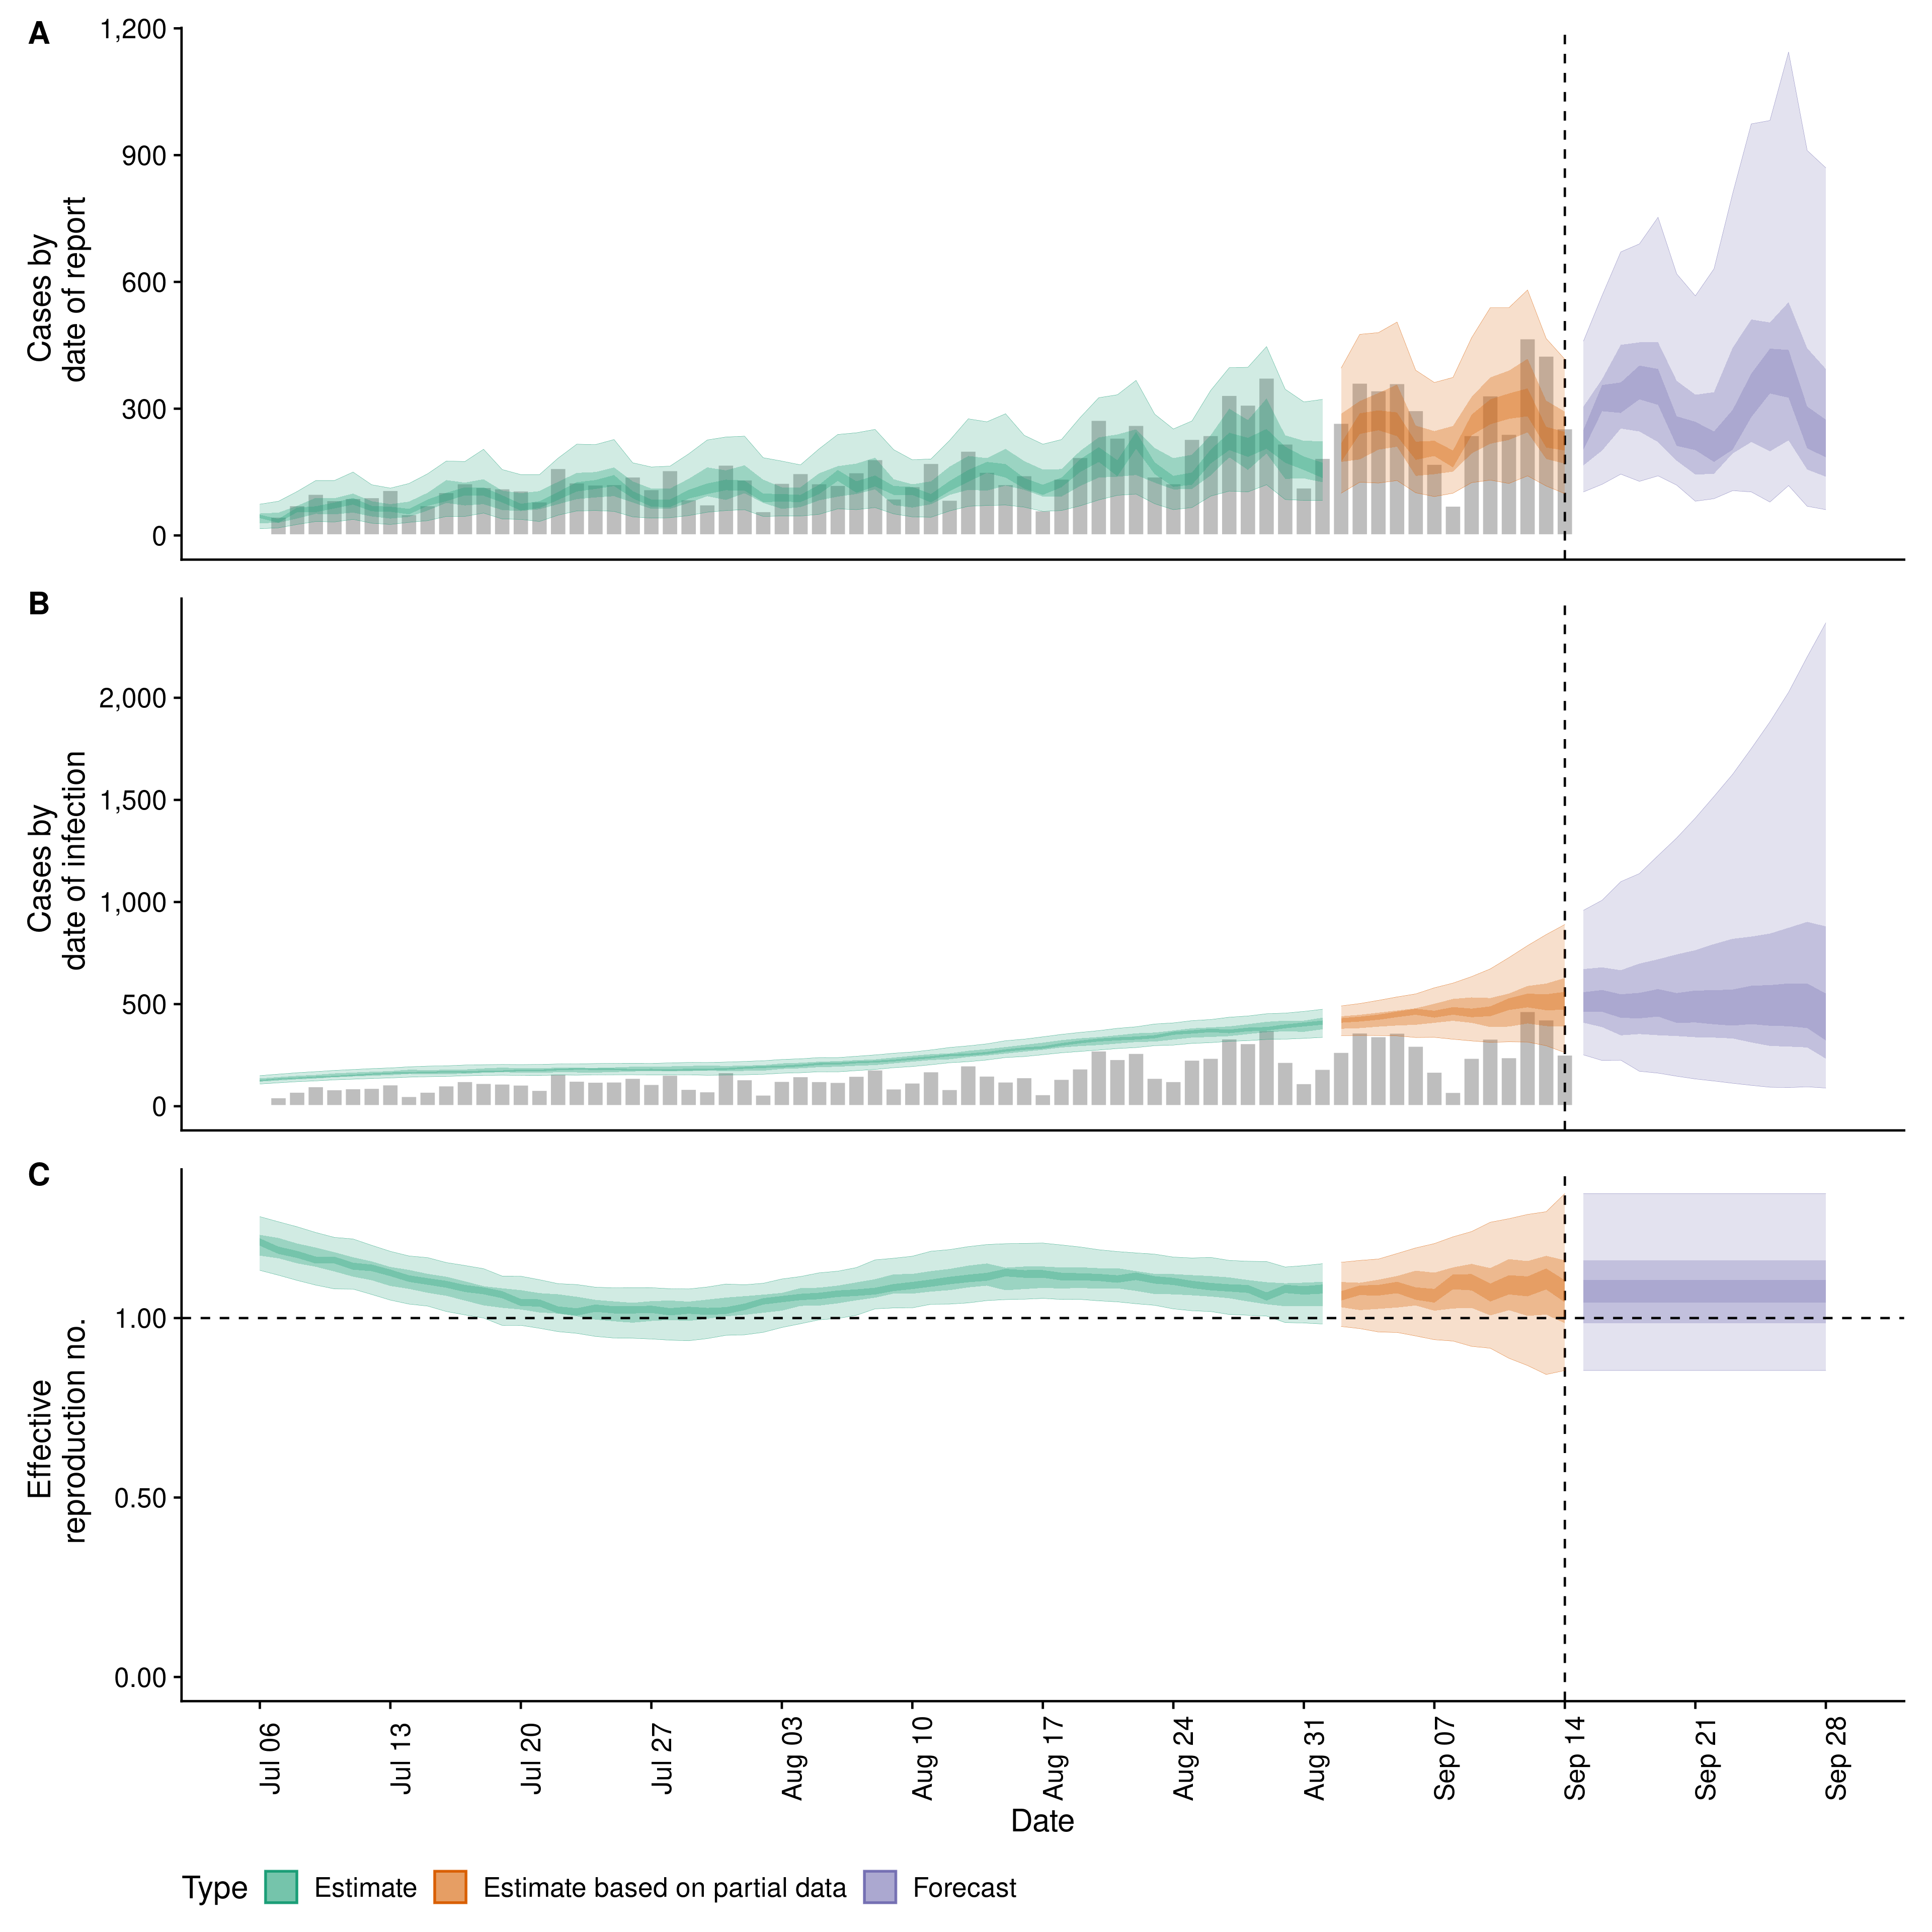 A
1,200
900
600
300
0
Cases by
date of report
B
2,000
1,500
1,000
500
0
Cases by
date of infection
C
1.00
0.50
0.00
Effective
reproduction no.
Jul 06
Jul 13
Jul 20
Jul 27
Aug 03
Aug 10
Aug 17
Aug 24
Aug 31
Sep 07
Sep 14
Sep 21
Sep 28
Date
Type Estimate Estimate based on partial data Forecast